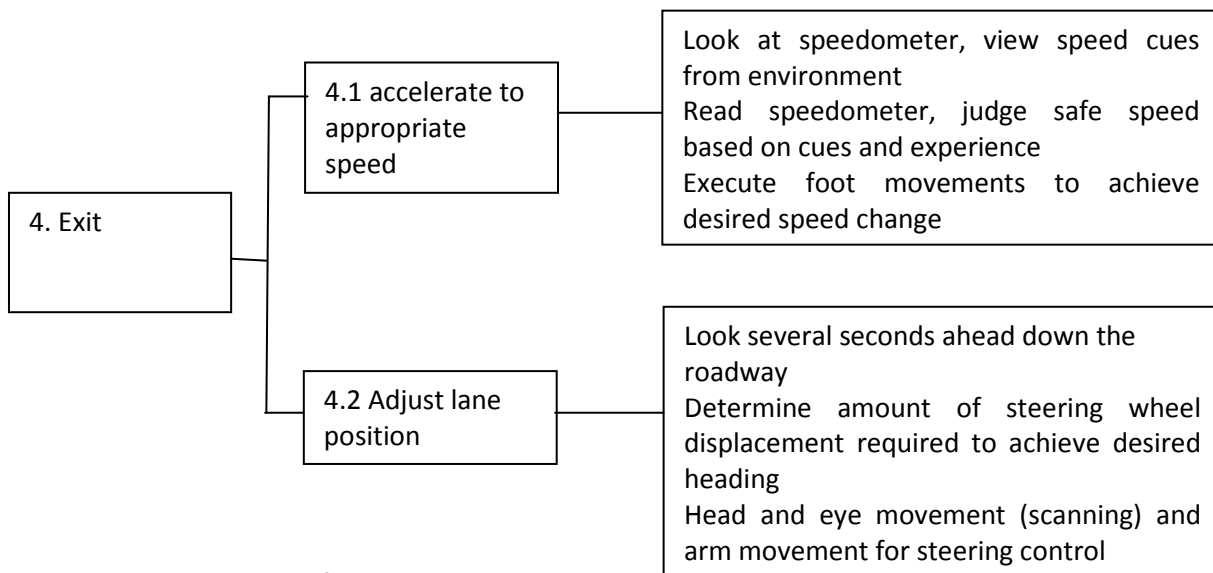 4. Exit
4.1 accelerate to
appropriate
speed
Look at speedometer, view speed cues
from environment
Read speedometer, judge safe speed
based on cues and experience
Execute foot movements to achieve
desired speed change
4.2 Adjust lane
position
Look several seconds ahead down the
roadway
Determine amount of steering wheel
displacement required to achieve desired
heading
Head and eye movement (scanning) and
arm movement for steering control